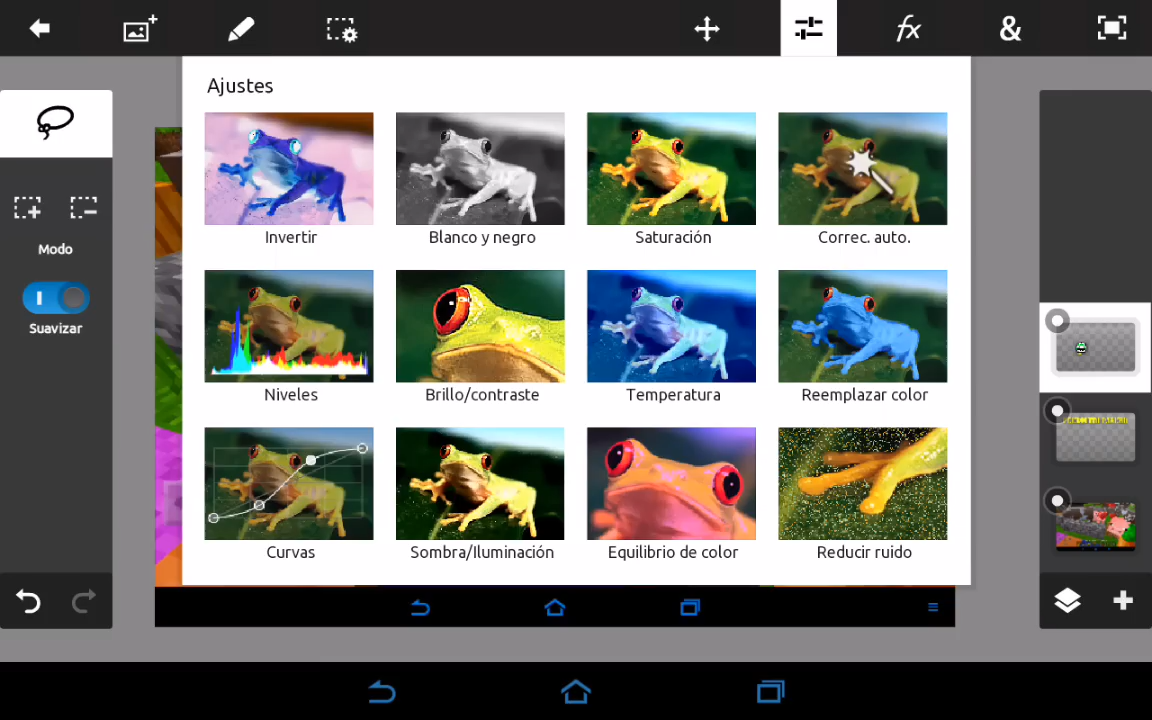 fx
&
Ajustes
Invertir
Blanco y negro
Saturación
Correc. auto.
Modo
Suavizar
Niveles
Brillo/contraste
Temperatura
Reemplazar color
Curvas
Sombra/Iluminación
Equilibrio de color
Reducir ruido